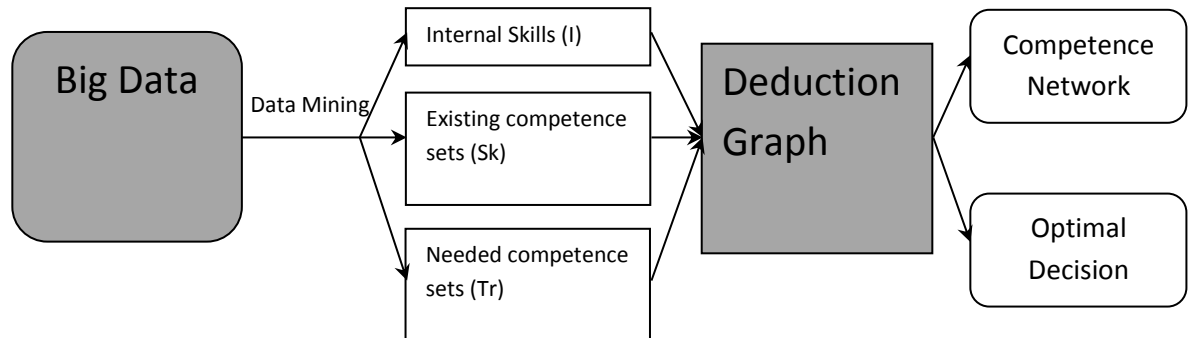 Big Data
Data Mining
Internal Skills (I)
Existing competence
sets (Sk)
Needed competence
sets (Tr)
Deduction
Graph
Competence
Network
Optimal
Decision